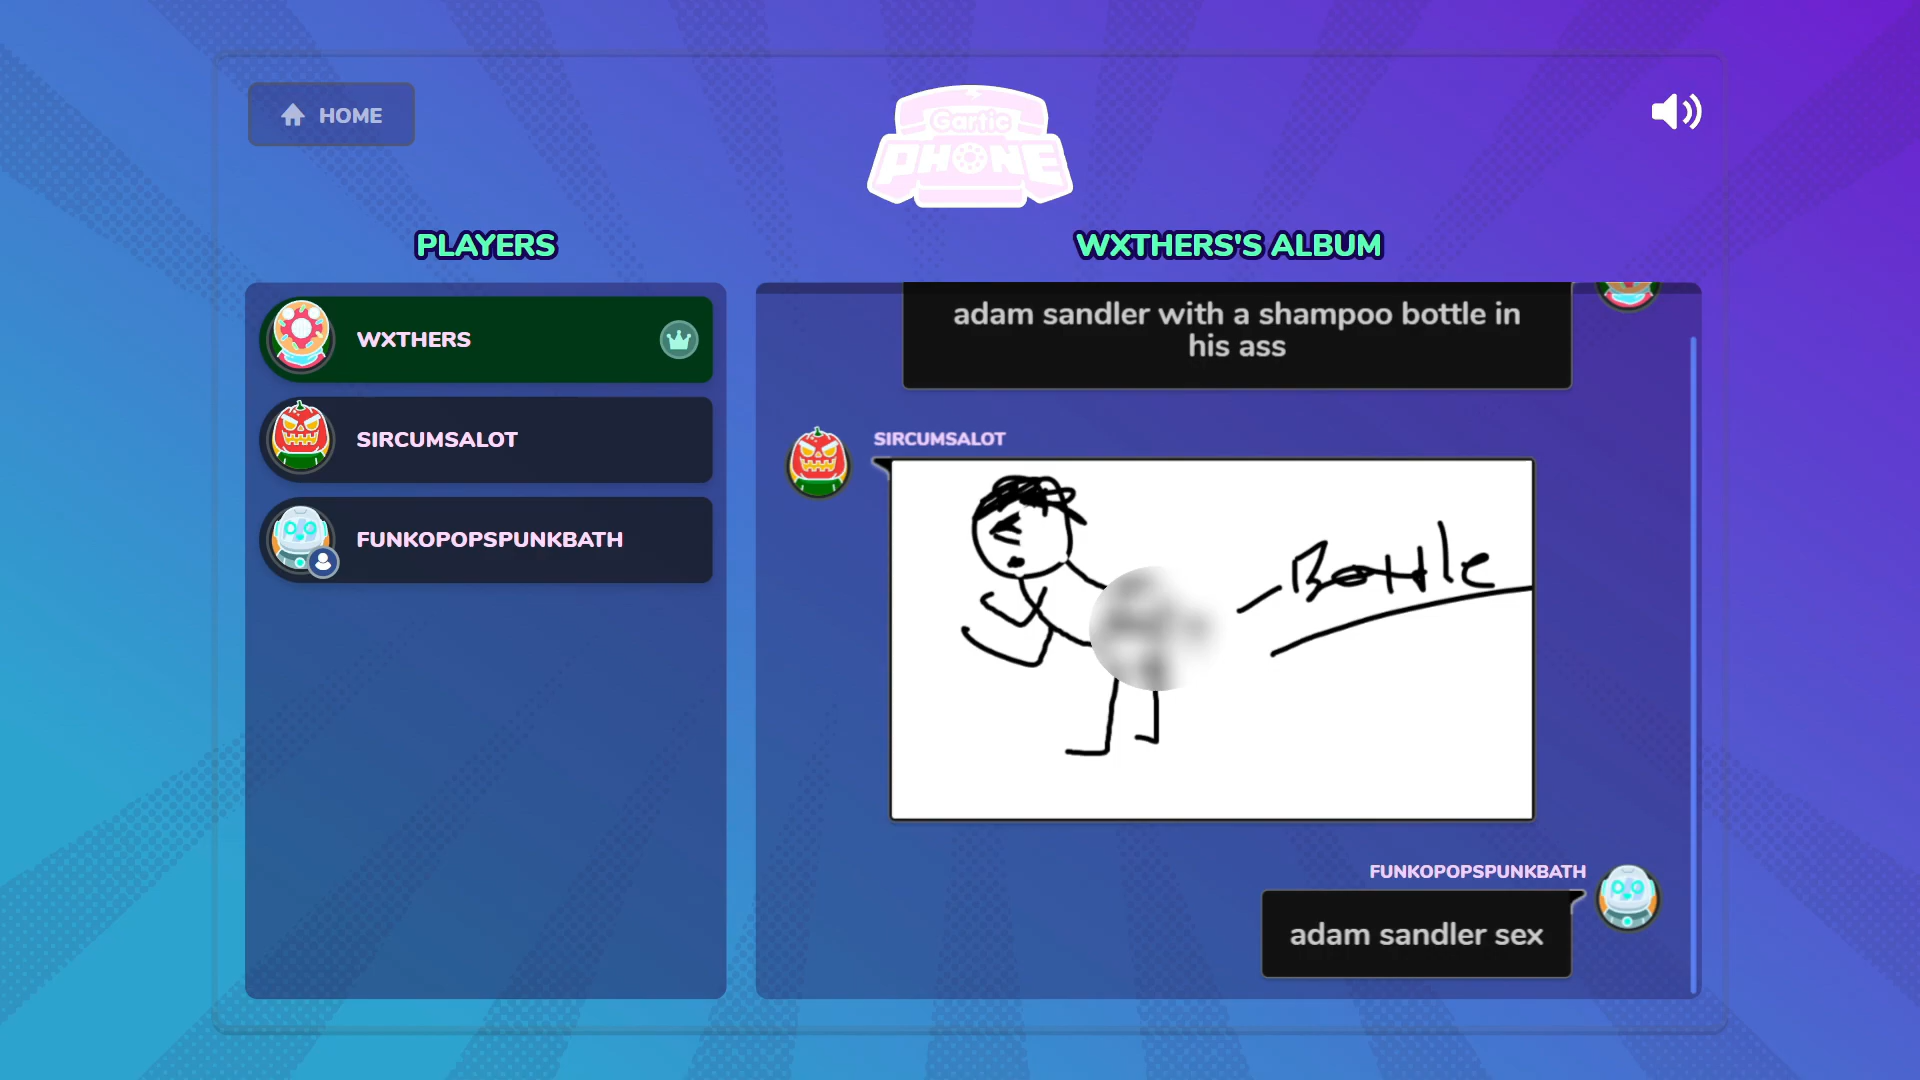 HOME
Gartic
PHONE
PLAYERS
WXTHERS'S ALBUM
WXTHERS
SIRCUMSALOT
FUNKOPOPSPUNKBATH
adam sandler with a shampoo bottle in
his ass
SIRCUMSALOT
Bottle
FUNKOPOPSPUNKBATH
adam sandler sex